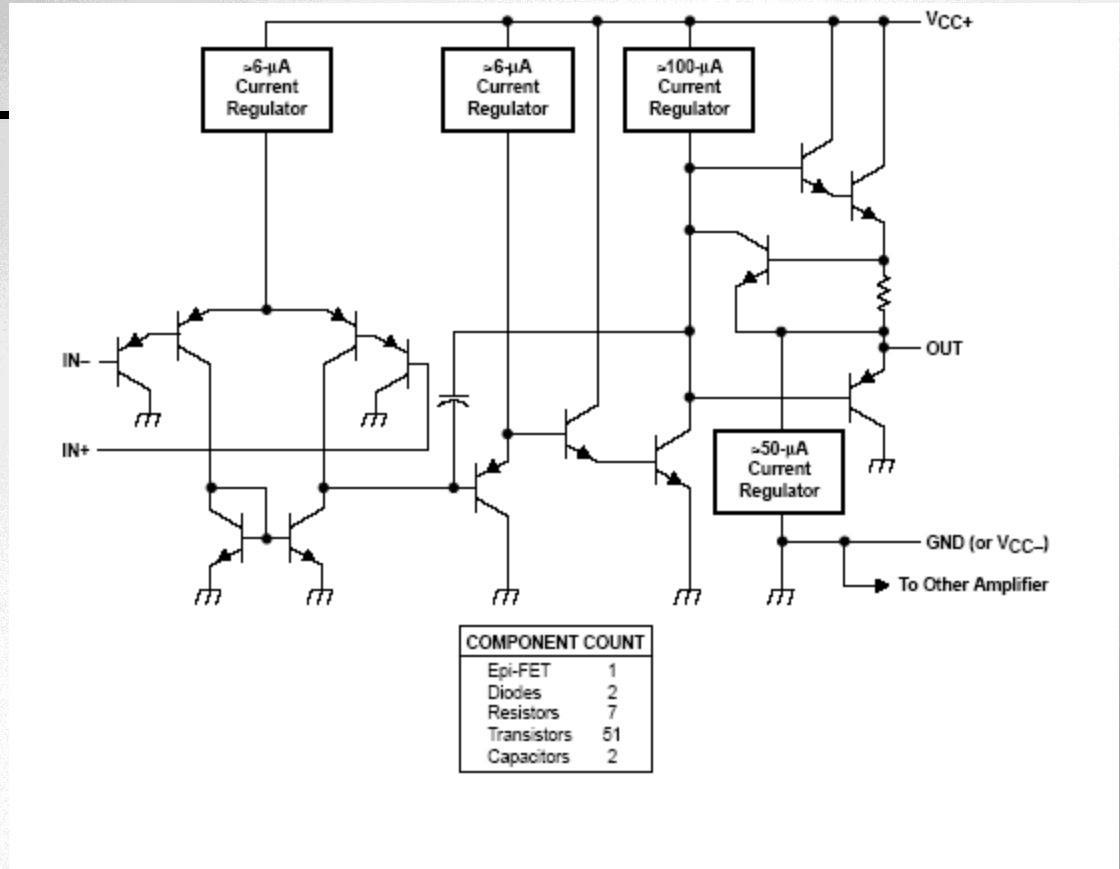 VCC+
≈6-µA
Current
Regulator
≈6-µA
Current
Regulator
≈100-µA
Current
Regulator
IN–
OUT
IN+
≈50-µA
Current
Regulator
GND (or VCC–)
To Other Amplifier
COMPONENT COUNT
Epi-FET 1
Diodes 2
Resistors 7
Transistors 51
Capacitors 2